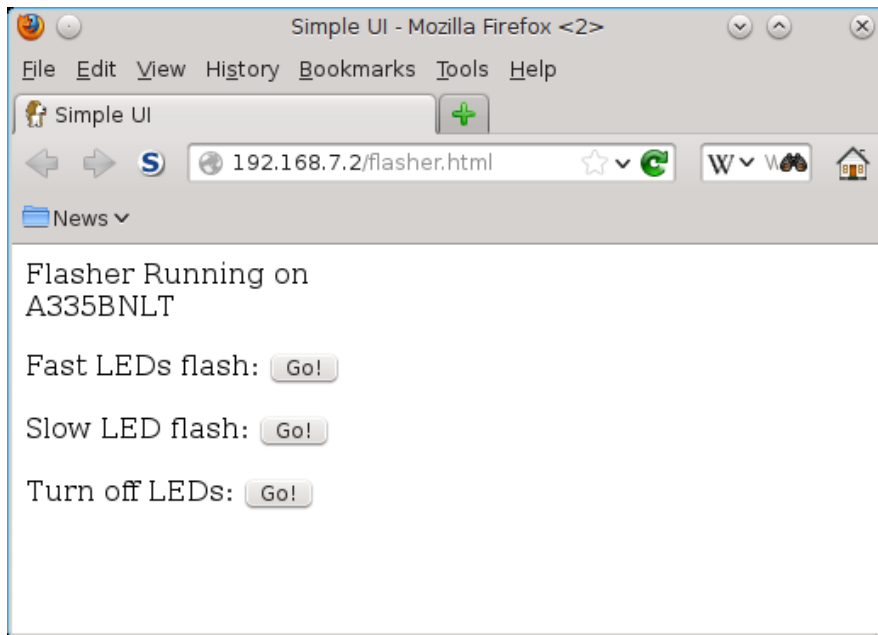 Simple UI - Mozilla Firefox <2>
File Edit View History Bookmarks Tools Help
Simple UI
S 192.168.7.2/flasher.html W W
News
Flasher Running on
A335BNLT
Fast LEDs flash: Go!
Slow LED flash: Go!
Turn off LEDs: Go!